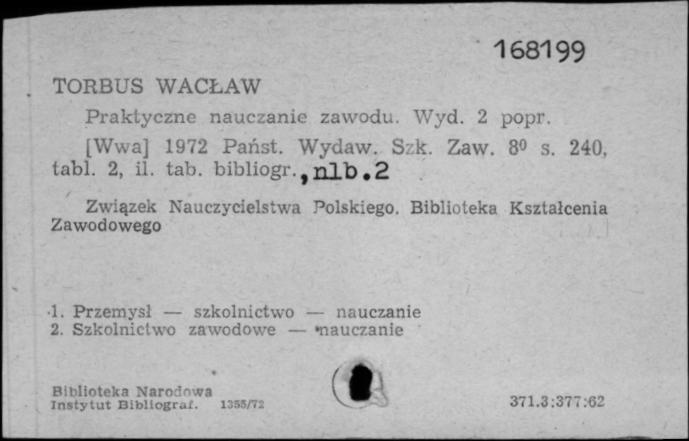 168199
TORBUS WACŁAW
Praktyczne nauczanie zawodu. Wyd. 2 popr.
[Wwa] 1972 Państ. Wydaw. Szk. Zaw. 8⁰ s. 240,
tabl. 2, il. tab. bibliogr.,nlb.2
Związek Nauczycielstwa Polskiego. Biblioteka Kształcenia
Zawodowego
1. Przemysł — szkolnictwo — nauczanie
2. Szkolnictwo zawodowe — nauczanie
Biblioteka Narodowa
Instytut Bibliograf. 1355/72
371.3:377:62